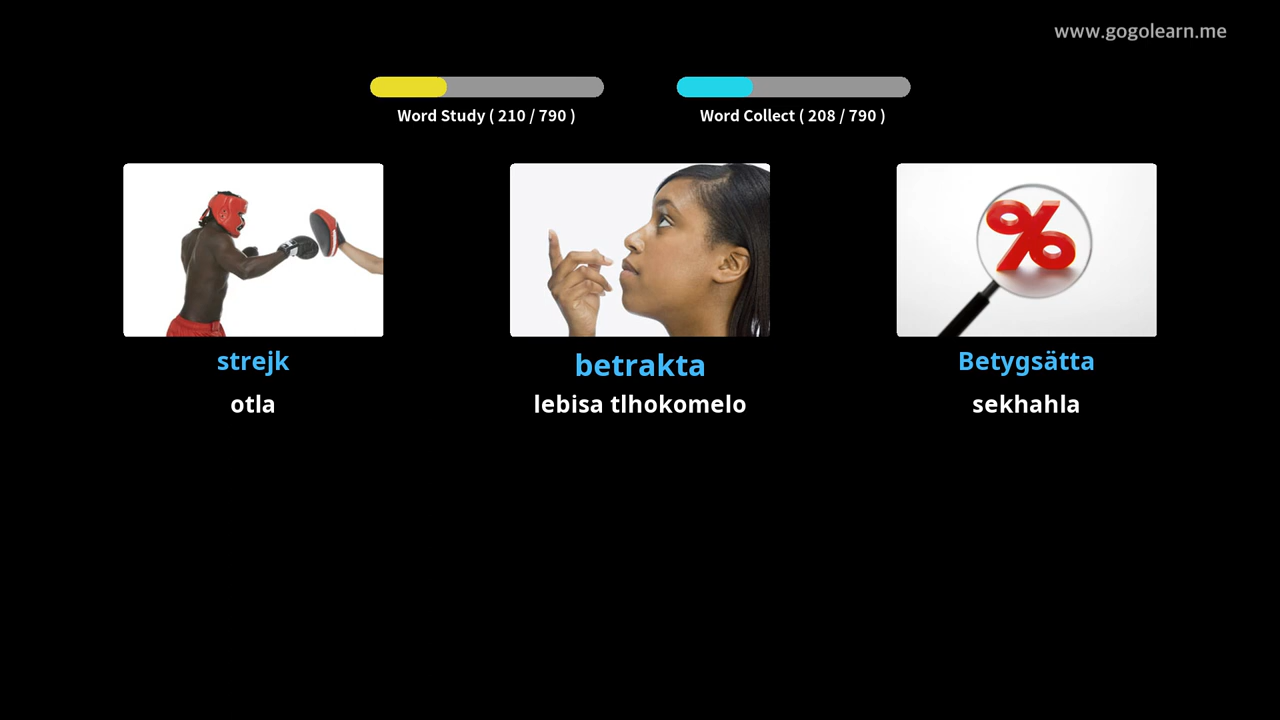 www.gogolearn.me
Word Study ( 210 / 790 )
Word Collect ( 208 / 790 )
strejk
betrakta
Betygsätta
otla
lebisa tlhokomelo
sekhahla
%